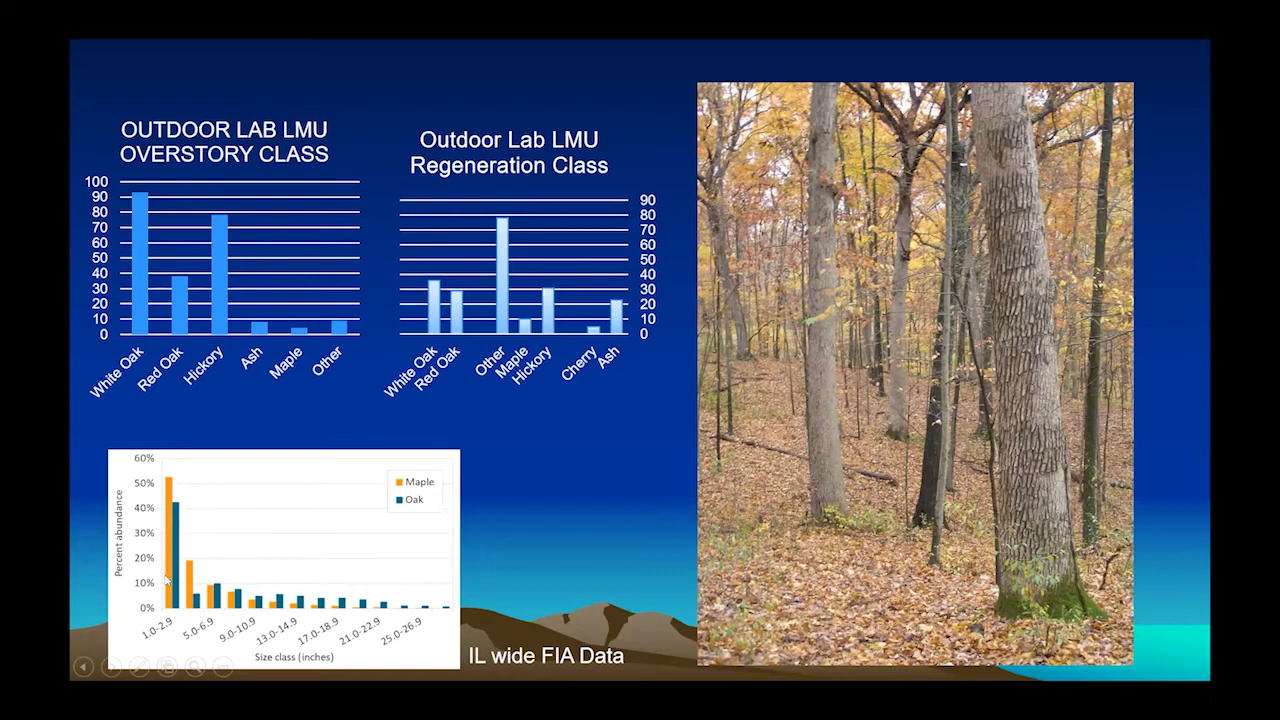 OUTDOOR LAB LMU
OVERSTORY CLASS
100
90
80
70
60
50
40
30
20
10
0
White Oak
Red Oak
Hickory
Ash
Maple
Other
Outdoor Lab LMU
Regeneration Class
90
80
70
60
50
40
30
20
10
0
White Oak
Red Oak
Other
Maple
Hickory
Cherry
Ash
60%
50%
40%
30%
20%
10%
0%
Percent abundance
Maple
Oak
1.0-2.9
5.0-6.9
9.0-10.9
13.0-14.9
17.0-18.9
21.0-22.9
25.0-26.9
Size class (inches)
IL wide FIA Data